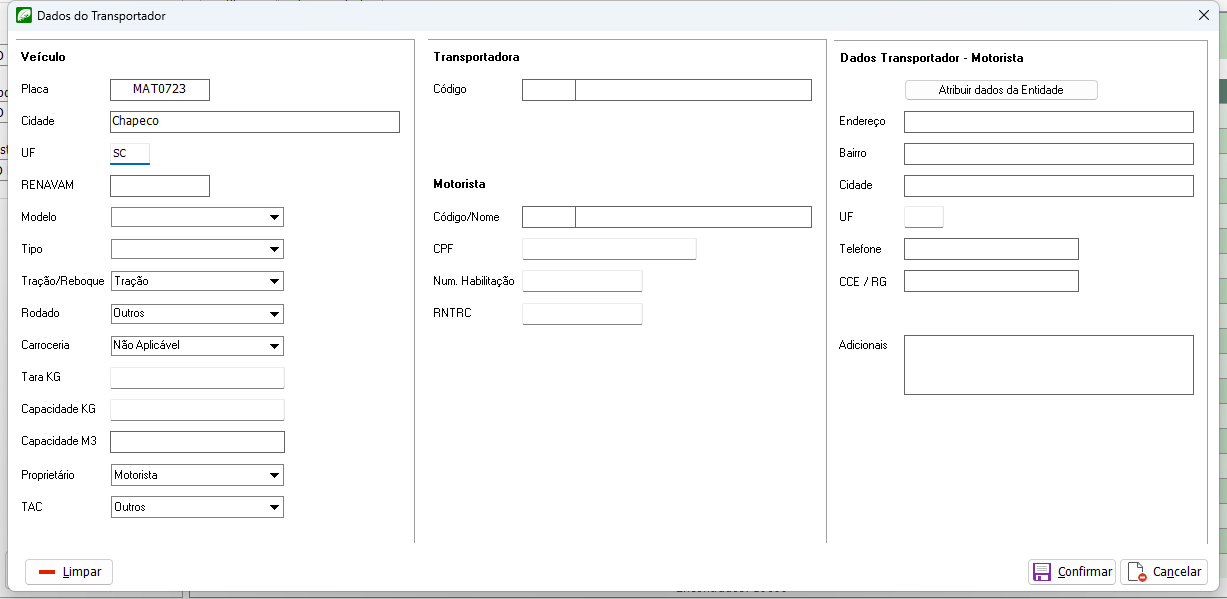 Dados do Transportador
Veículo
Placa MAT0723
Cidade Chapeco
UF SC
RENAVAM
Modelo
Tipo
Tração/Reboque Tração
Rodado Outros
Carroceria Não Aplicável
Tara KG
Capacidade KG
Capacidade M3
Proprietário Motorista
TAC Outros
Transportadora
Código
Motorista
Código/Nome
CPF
Num. Habilitação
RNTRC
Dados Transportador - Motorista
Atribuir dados da Entidade
Endereço
Bairro
Cidade
UF
Telefone
CCE / RG
Adicionais
Limpar
Confirmar
Cancelar